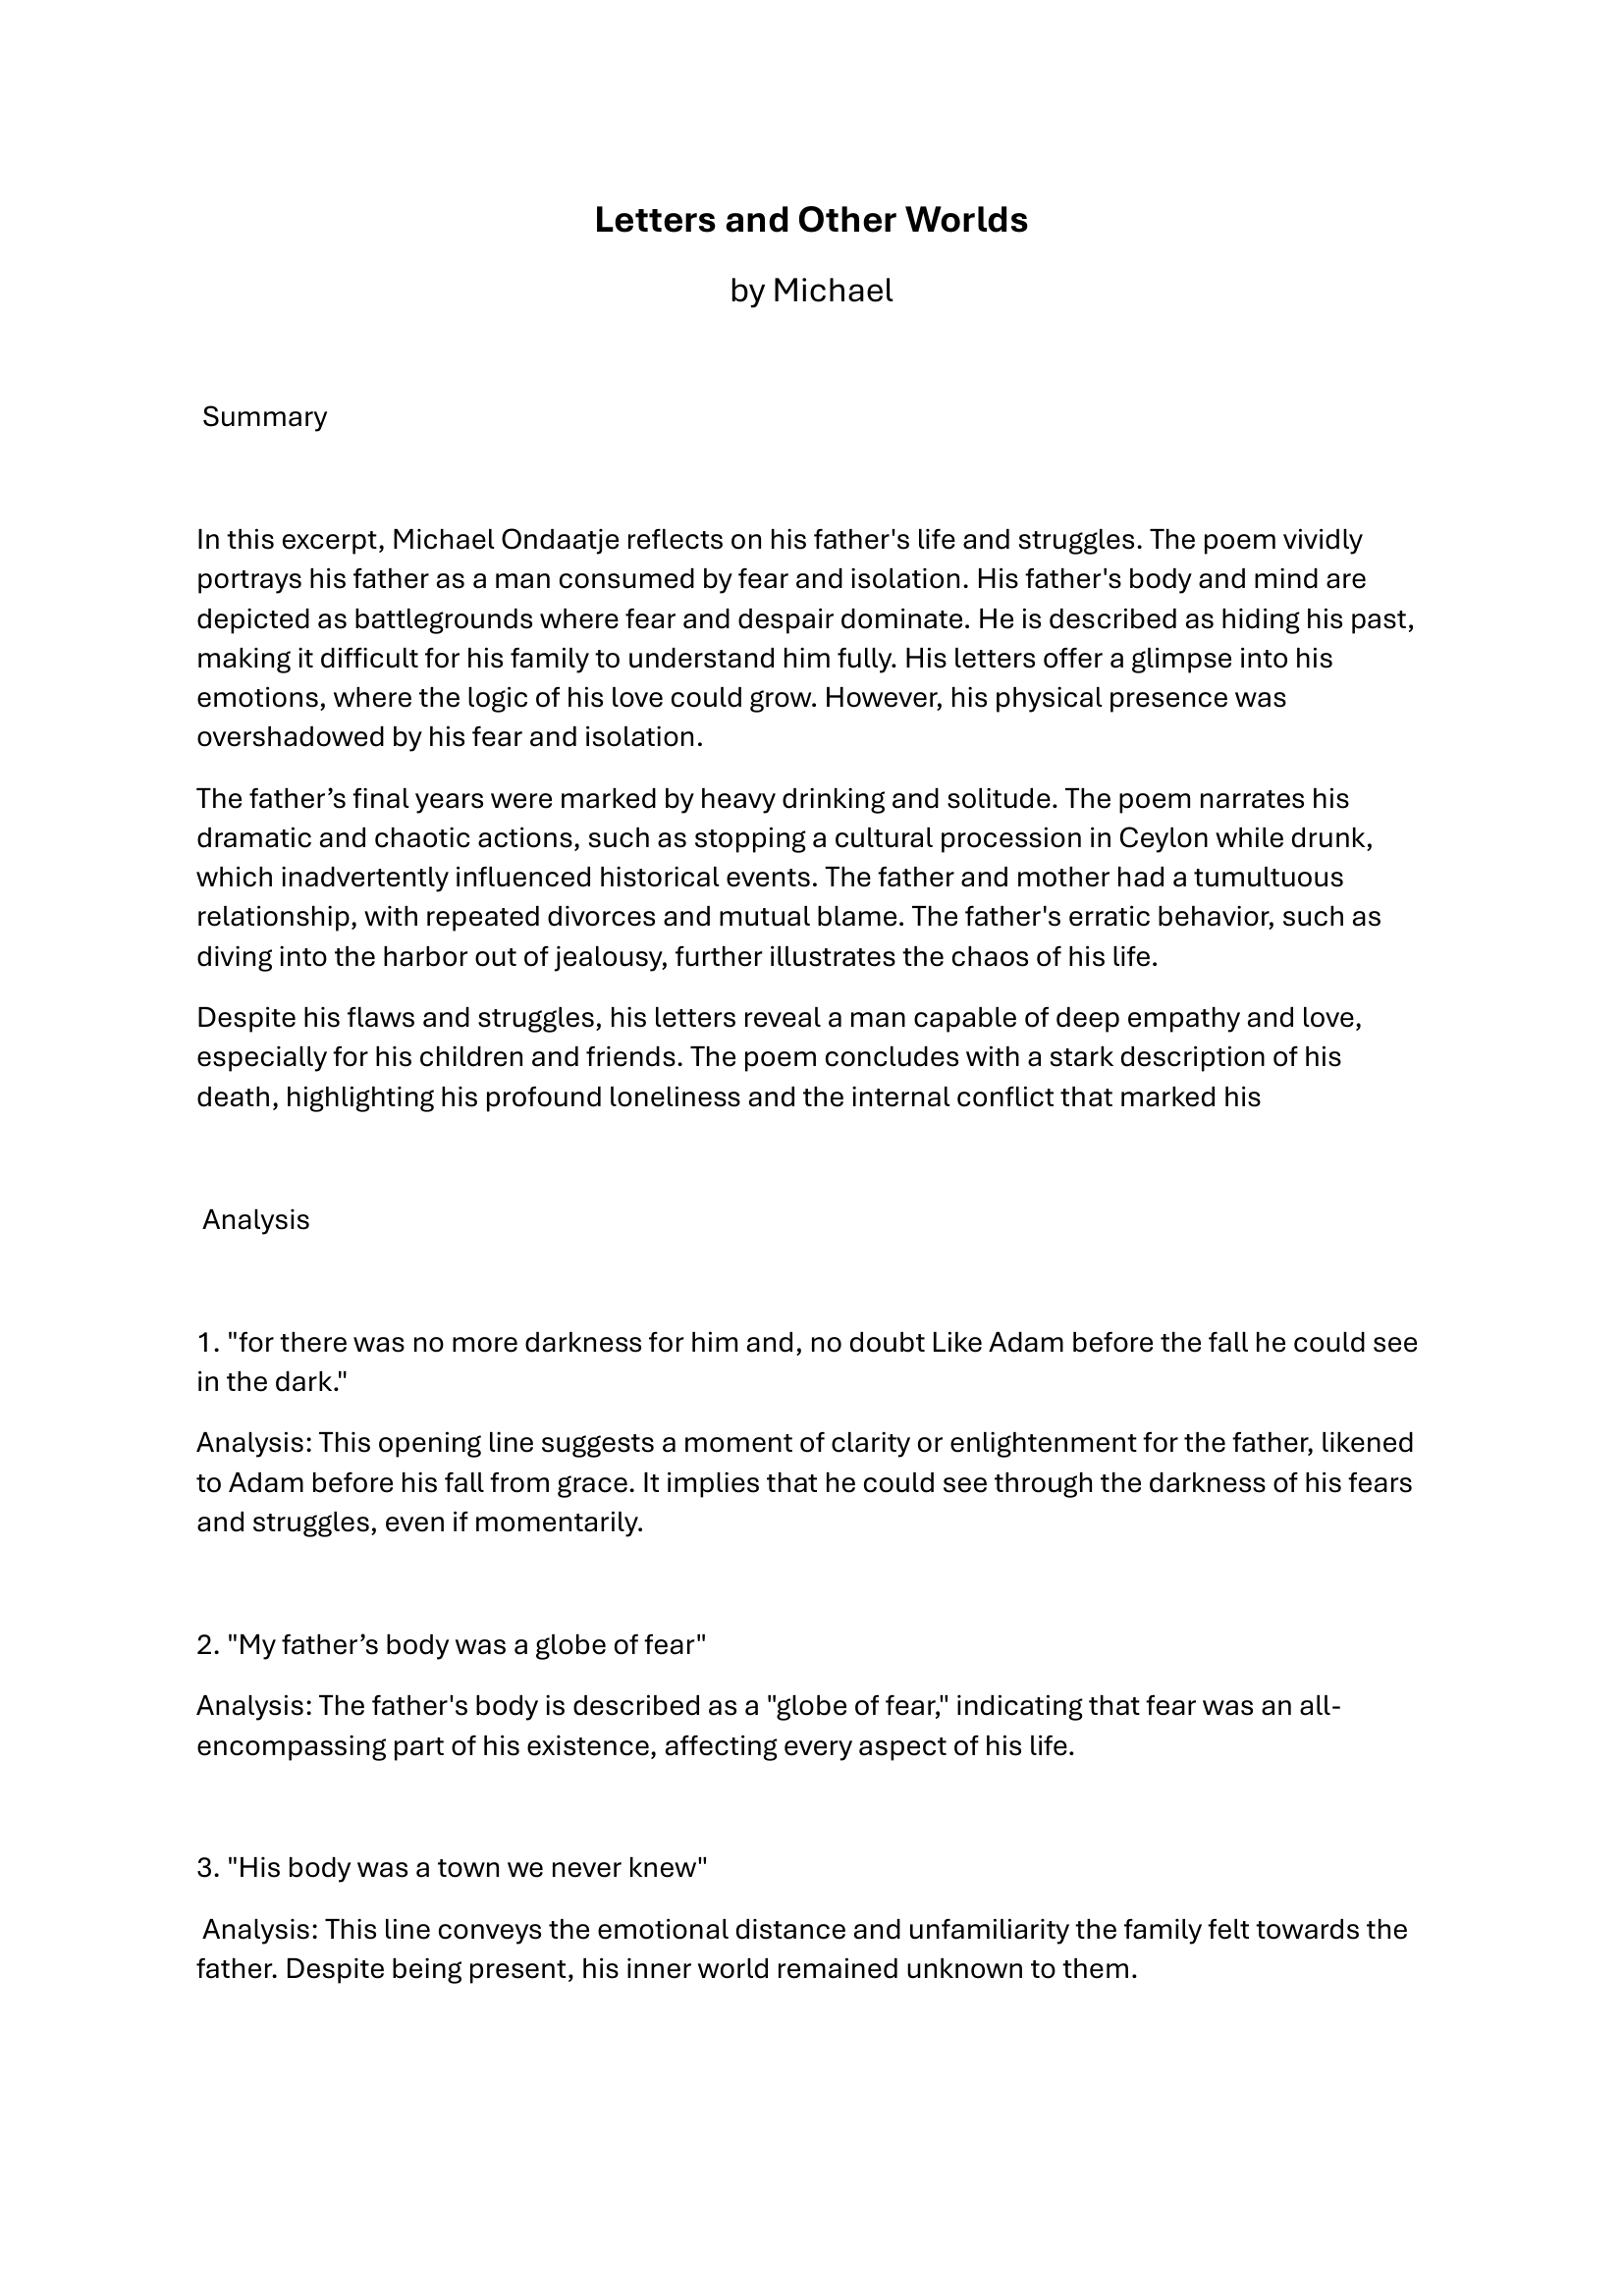 Letters and Other Worlds
by Michael
Summary
In this excerpt, Michael Ondaatje reflects on his father's life and struggles. The poem vividly
portrays his father as a man consumed by fear and isolation. His father's body and mind are
depicted as battlegrounds where fear and despair dominate. He is described as hiding his past,
making it difficult for his family to understand him fully. His letters offer a glimpse into his
emotions, where the logic of his love could grow. However, his physical presence was
overshadowed by his fear and isolation.
The father’s final years were marked by heavy drinking and solitude. The poem narrates his
dramatic and chaotic actions, such as stopping a cultural procession in Ceylon while drunk,
which inadvertently influenced historical events. The father and mother had a tumultuous
relationship, with repeated divorces and mutual blame. The father's erratic behavior, such as
diving into the harbor out of jealousy, further illustrates the chaos of his life.
Despite his flaws and struggles, his letters reveal a man capable of deep empathy and love,
especially for his children and friends. The poem concludes with a stark description of his
death, highlighting his profound loneliness and the internal conflict that marked his
Analysis
1. "for there was no more darkness for him and, no doubt Like Adam before the fall he could see
in the dark."
Analysis: This opening line suggests a moment of clarity or enlightenment for the father, likened
to Adam before his fall from grace. It implies that he could see through the darkness of his fears
and struggles, even if momentarily.
2. "My father’s body was a globe of fear"
Analysis: The father's body is described as a "globe of fear," indicating that fear was an all-
encompassing part of his existence, affecting every aspect of his life.
3. "His body was a town we never knew"
Analysis: This line conveys the emotional distance and unfamiliarity the family felt towards the
father. Despite being present, his inner world remained unknown to them.